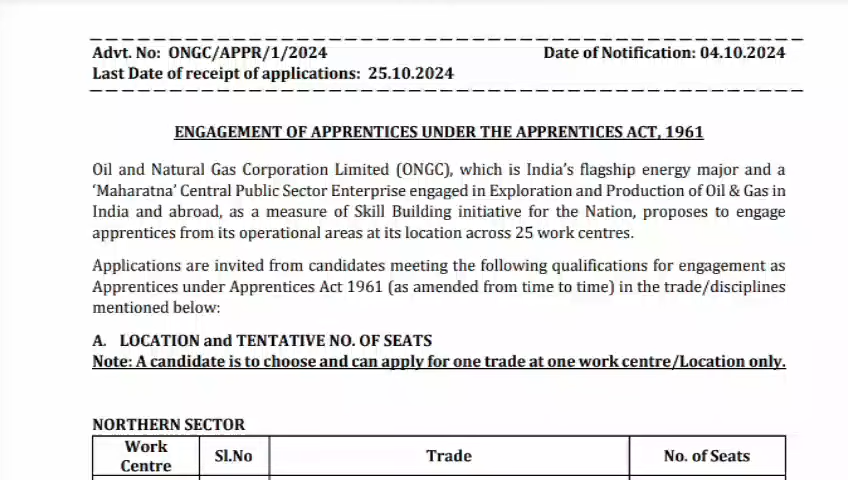 Advt. No: ONGC/APPR/1/2024 Date of Notification: 04.10.2024
Last Date of receipt of applications: 25.10.2024
ENGAGEMENT OF APPRENTICES UNDER THE APPRENTICES ACT, 1961
Oil and Natural Gas Corporation Limited (ONGC), which is India's flagship energy major and a
'Maharatna' Central Public Sector Enterprise engaged in Exploration and Production of Oil & Gas in
India and abroad, as a measure of Skill Building initiative for the Nation, proposes to engage
apprentices from its operational areas at its location across 25 work centres.
Applications are invited from candidates meeting the following qualifications for engagement as
Apprentices under Apprentices Act 1961 (as amended from time to time) in the trade/disciplines
mentioned below:
A. LOCATION and TENTATIVE NO. OF SEATS
Note: A candidate is to choose and can apply for one trade at one work centre/Location only.
NORTHERN SECTOR
Work Centre Sl.No Trade No. of Seats